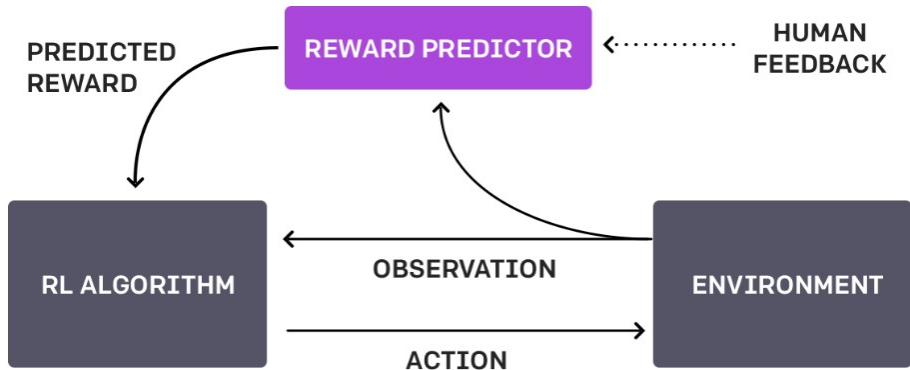 PREDICTED
REWARD
REWARD PREDICTOR
HUMAN
FEEDBACK
RL ALGORITHM
OBSERVATION
ENVIRONMENT
ACTION